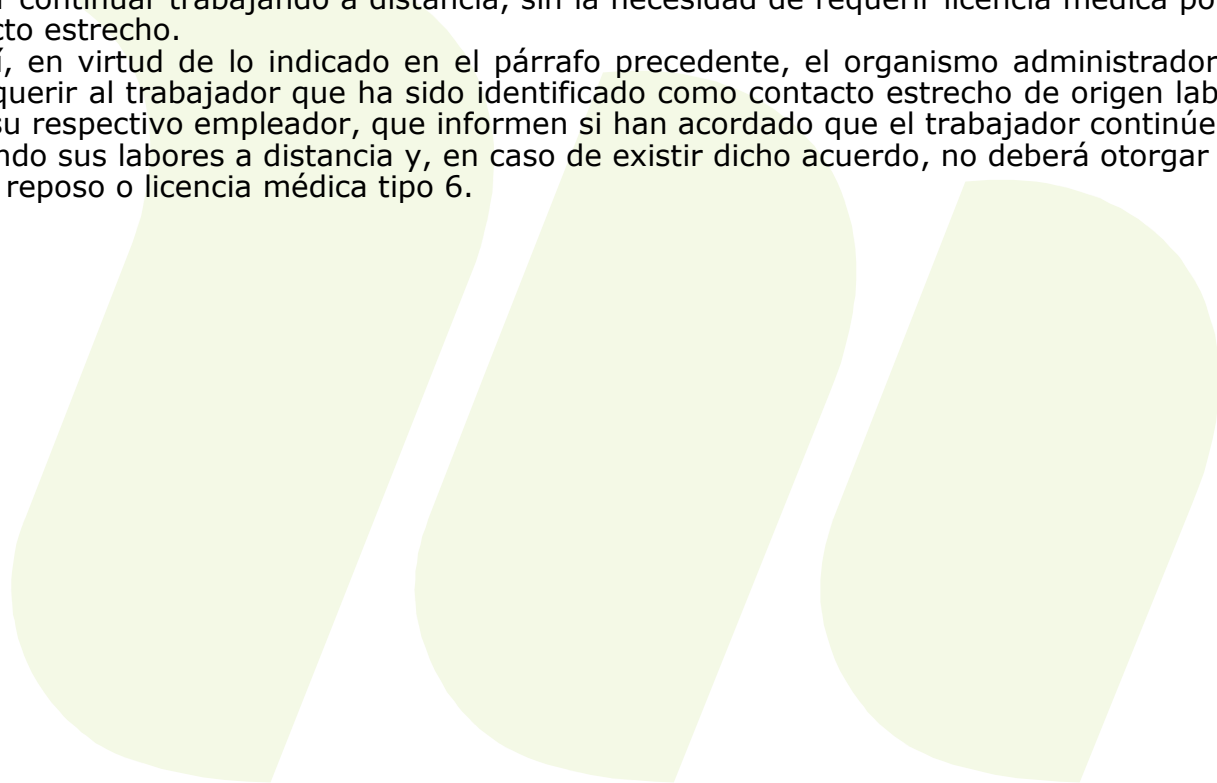 continuar trabajando a distancia, sin la necesidad de requerir licencia médica
cto estrecho.
í, en virtud de lo indicado en el párrafo precedente, el organismo administrador
querir al trabajador que ha sido identificado como contacto estrecho de origen lab
su respectivo empleador, que informen si han acordado que el trabajador continúe
ndo sus labores a distancia y, en caso de existir dicho acuerdo, no deberá otorgar
reposo o licencia médica tipo 6.